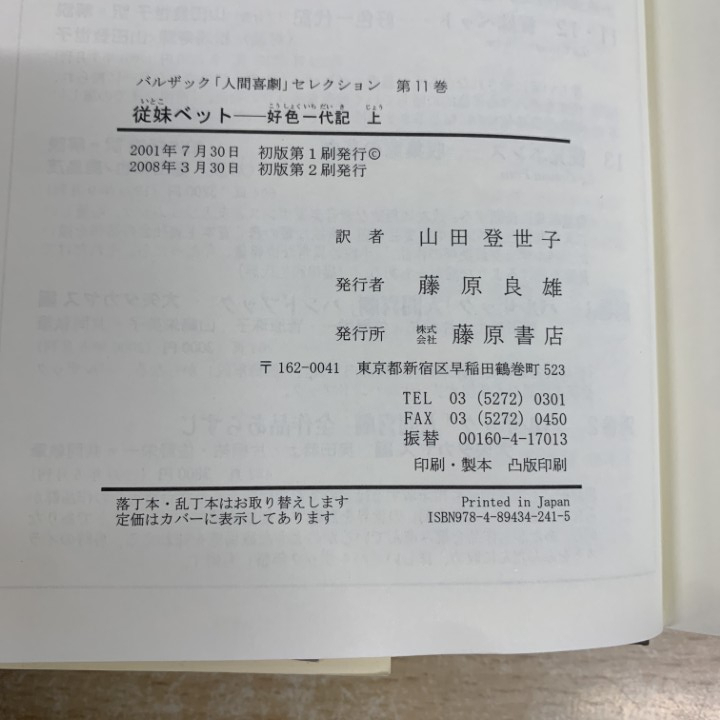 バルザック「人間喜劇」セレクション 第11巻
従妹ベット――好色一代記 上
2001年7月30日 初版第1刷発行©
2008年3月30日 初版第2刷発行
訳者 山田登世子
発行者 藤原良雄
発行所 株式会社 藤原書店
〒162-0041 東京都新宿区早稲田鶴巻町523
TEL 03 (5272) 0301
FAX 03 (5272) 0450
振替 00160-4-17013
印刷・製本 凸版印刷
落丁本・乱丁本はお取り替えします
定価はカバーに表示してあります
Printed in Japan
ISBN978-4-89434-241-5